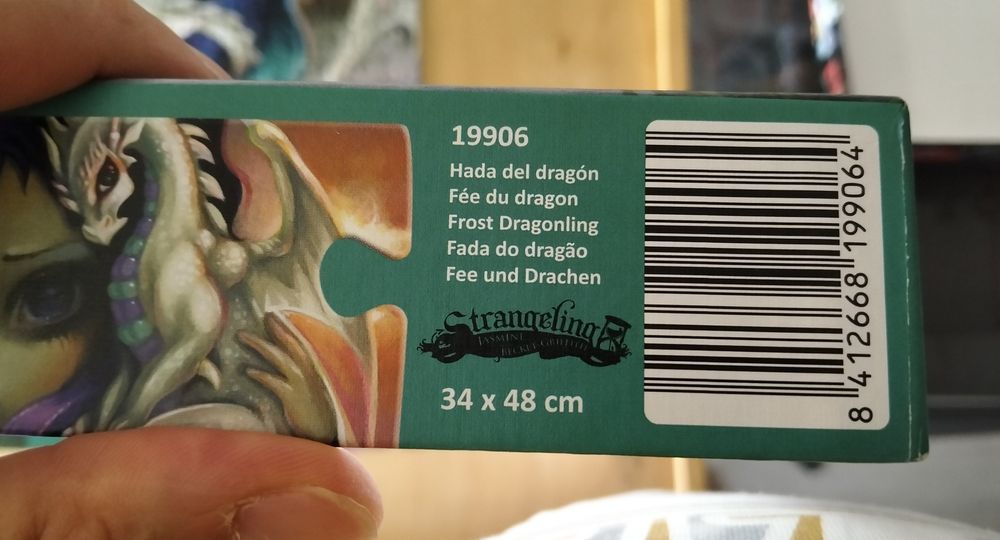 19906
Hada del dragón
Fée du dragon
Frost Dragonling
Fada do dragão
Fee und Drachen
Strangeling
JASMINE
BECKET-GRIFFITH
34 x 48 cm
8 412668 199064